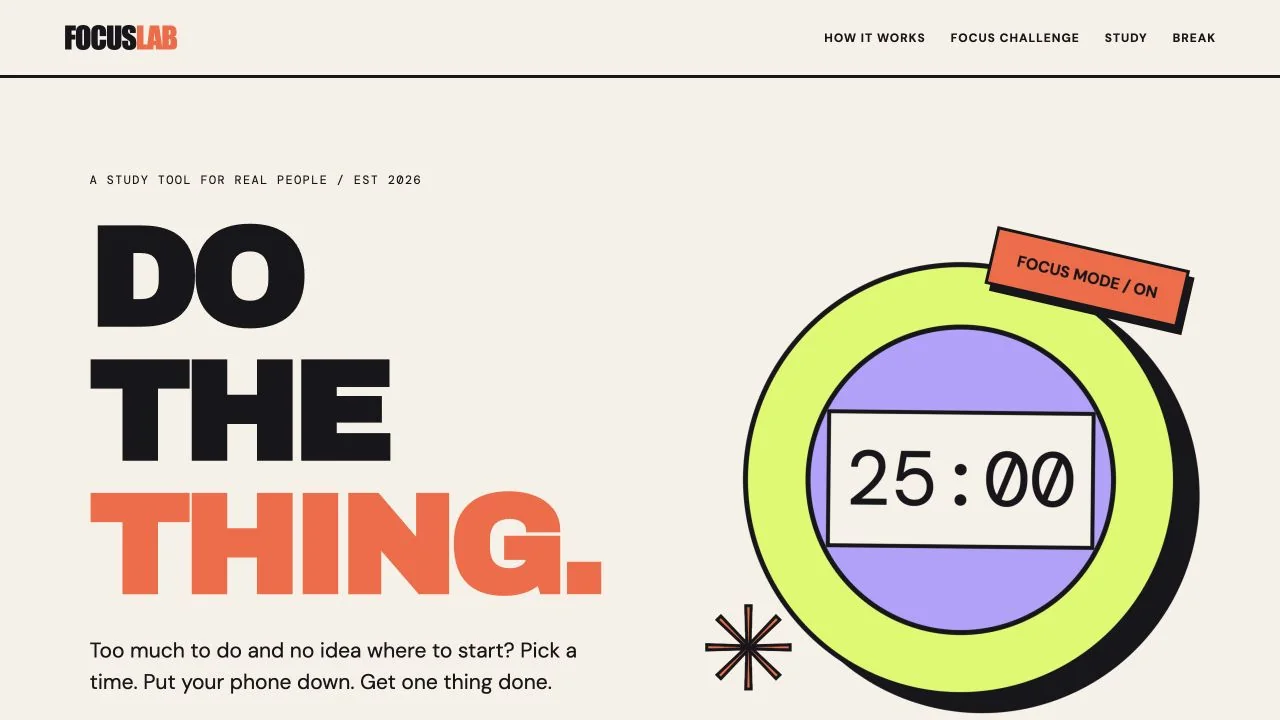 FOCUSLAB
HOW IT WORKS FOCUS CHALLENGE STUDY BREAK
A STUDY TOOL FOR REAL PEOPLE / EST 2026
DO
THE
THING.
Too much to do and no idea where to start? Pick a
time. Put your phone down. Get one thing done.
FOCUS MODE / ON
25:00